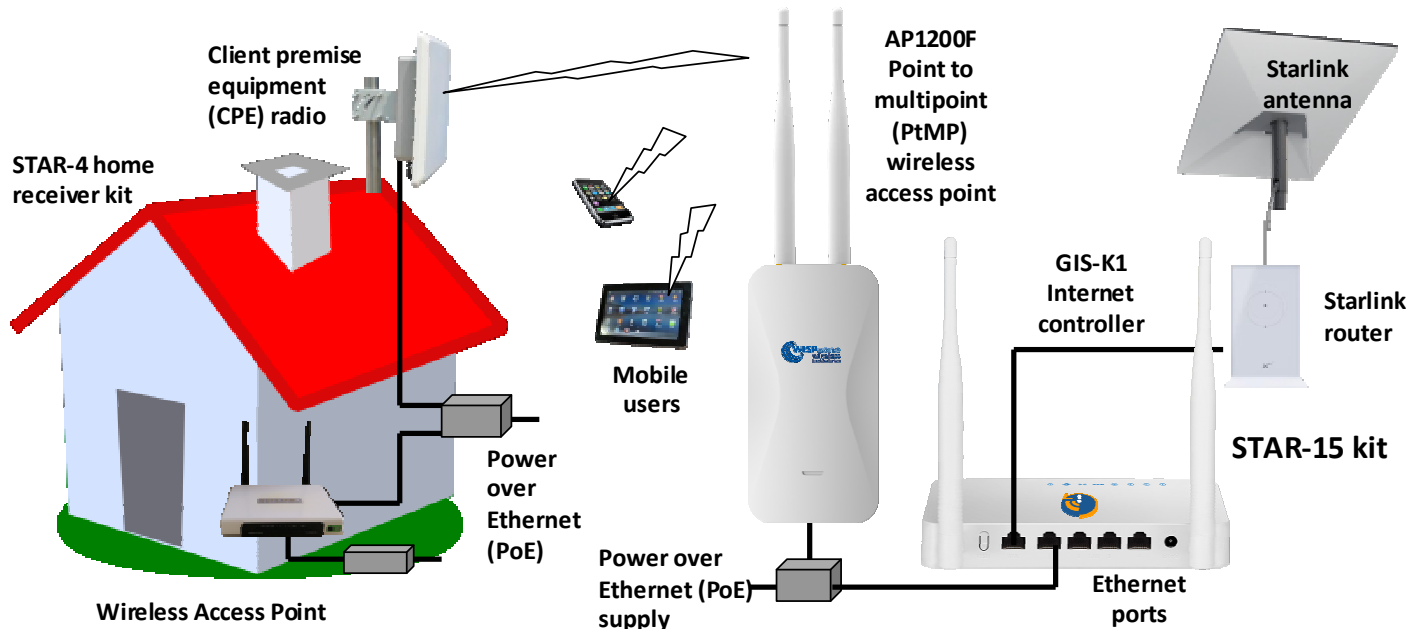 Client premise
equipment
(CPE) radio
STAR-4 home
receiver kit
AP1200F
Point to
multipoint
(PtMP)
wireless
access point
Starlink
antenna
GIS-K1
Internet
controller
Starlink
router
Mobile
users
STAR-15 kit
Power
over
Ethernet
(PoE)
Power over
Ethernet (PoE)
supply
Ethernet
ports
Wireless Access Point